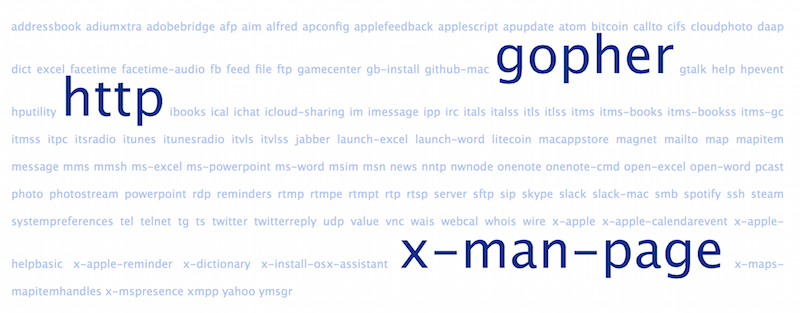 addressbook adiumxtra adobebridge afp aim alfred apconfig applefeedback applescript apupdate atom bitcoin callto cifs cloudphoto daap
dict excel facetime facetime-audio fb feed file ftp gamecenter gb-install github-mac gopher gtalk help hpevent
hputility http ibooks ical ichat icloud-sharing im imessage ipp irc itals italss itls itlss itms itms-books itms-bookss itms-gc
itmss itpc itsradio itunes itunesradio itvls itvlss jabber launch-excel launch-word litecoin macappstore magnet mailto map mapitem
message mms mmsh ms-excel ms-powerpoint ms-word msim msn news nntp nwnode onenote onenote-cmd open-excel open-word pcast
photo photostream powerpoint rdp reminders rtmp rtmpe rtmpt rtp rtsp server sftp sip skype slack slack-mac smb spotify ssh steam
systempreferences tel telnet tg ts twitter twitterreply udp value vnc wais webcal whois wire x-apple x-apple-calendarevent x-apple-
helpbasic x-apple-reminder x-dictionary x-install-osx-assistant x-man-page x-maps-
mapitemhandles x-mspresence xmpp yahoo ymsgr